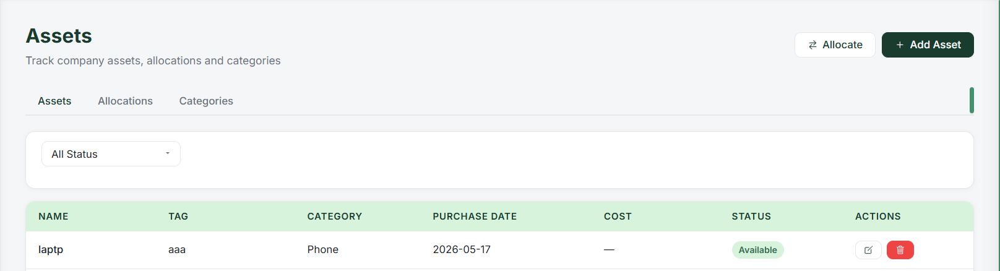 Assets
Track company assets, allocations and categories
Allocate
Add Asset
Assets Allocations Categories
All Status
NAME TAG CATEGORY PURCHASE DATE COST STATUS ACTIONS
laptp aaa Phone 2026-05-17 — Available